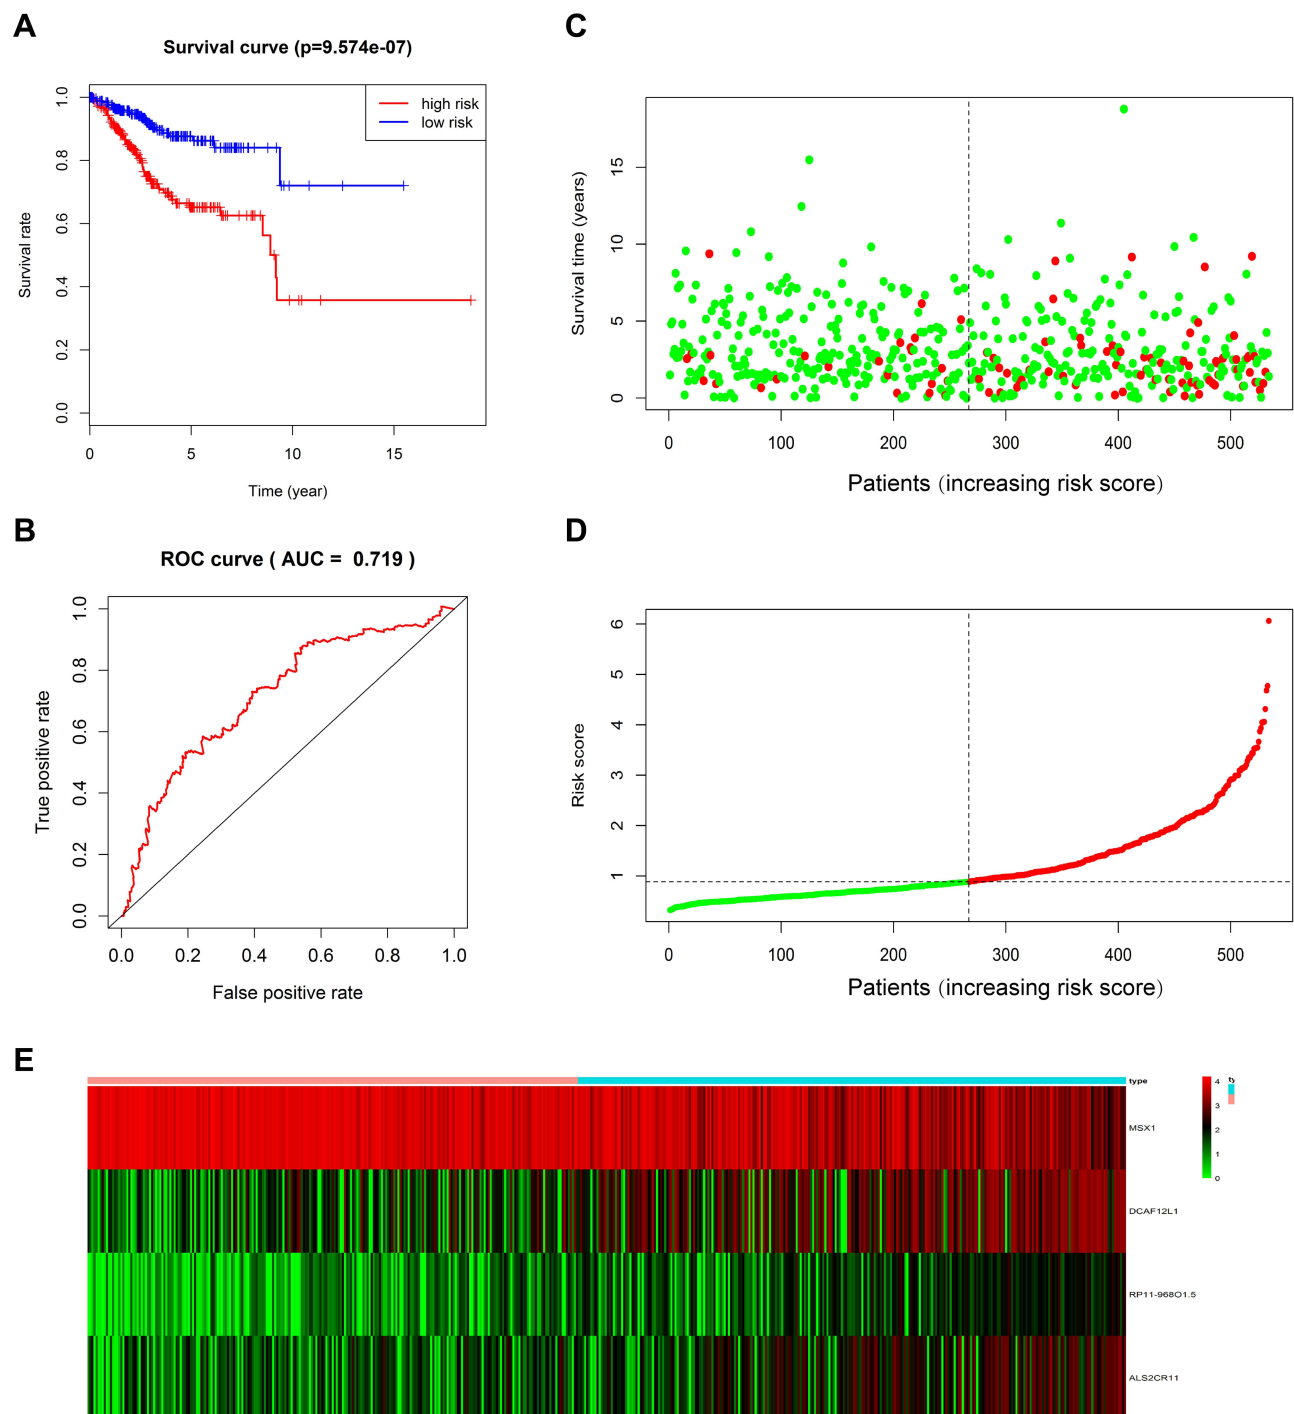 A
Survival curve (p=9.574e-07)
high risk
low risk
Survival rate
0.0
0.2
0.4
0.6
0.8
1.0
0
5
10
15
Time (year)
B
ROC curve ( AUC = 0.719 )
True positive rate
0.0
0.2
0.4
0.6
0.8
1.0
0.0
0.2
0.4
0.6
0.8
1.0
False positive rate
C
Survival time (years)
0
5
10
15
0
100
200
300
400
500
Patients (increasing risk score)
D
Risk score
1
2
3
4
5
6
0
100
200
300
400
500
Patients (increasing risk score)
E
type
MSX1
DCAF12L1
RP11-968O1.5
ALS2CR11
4
3
2
1
0